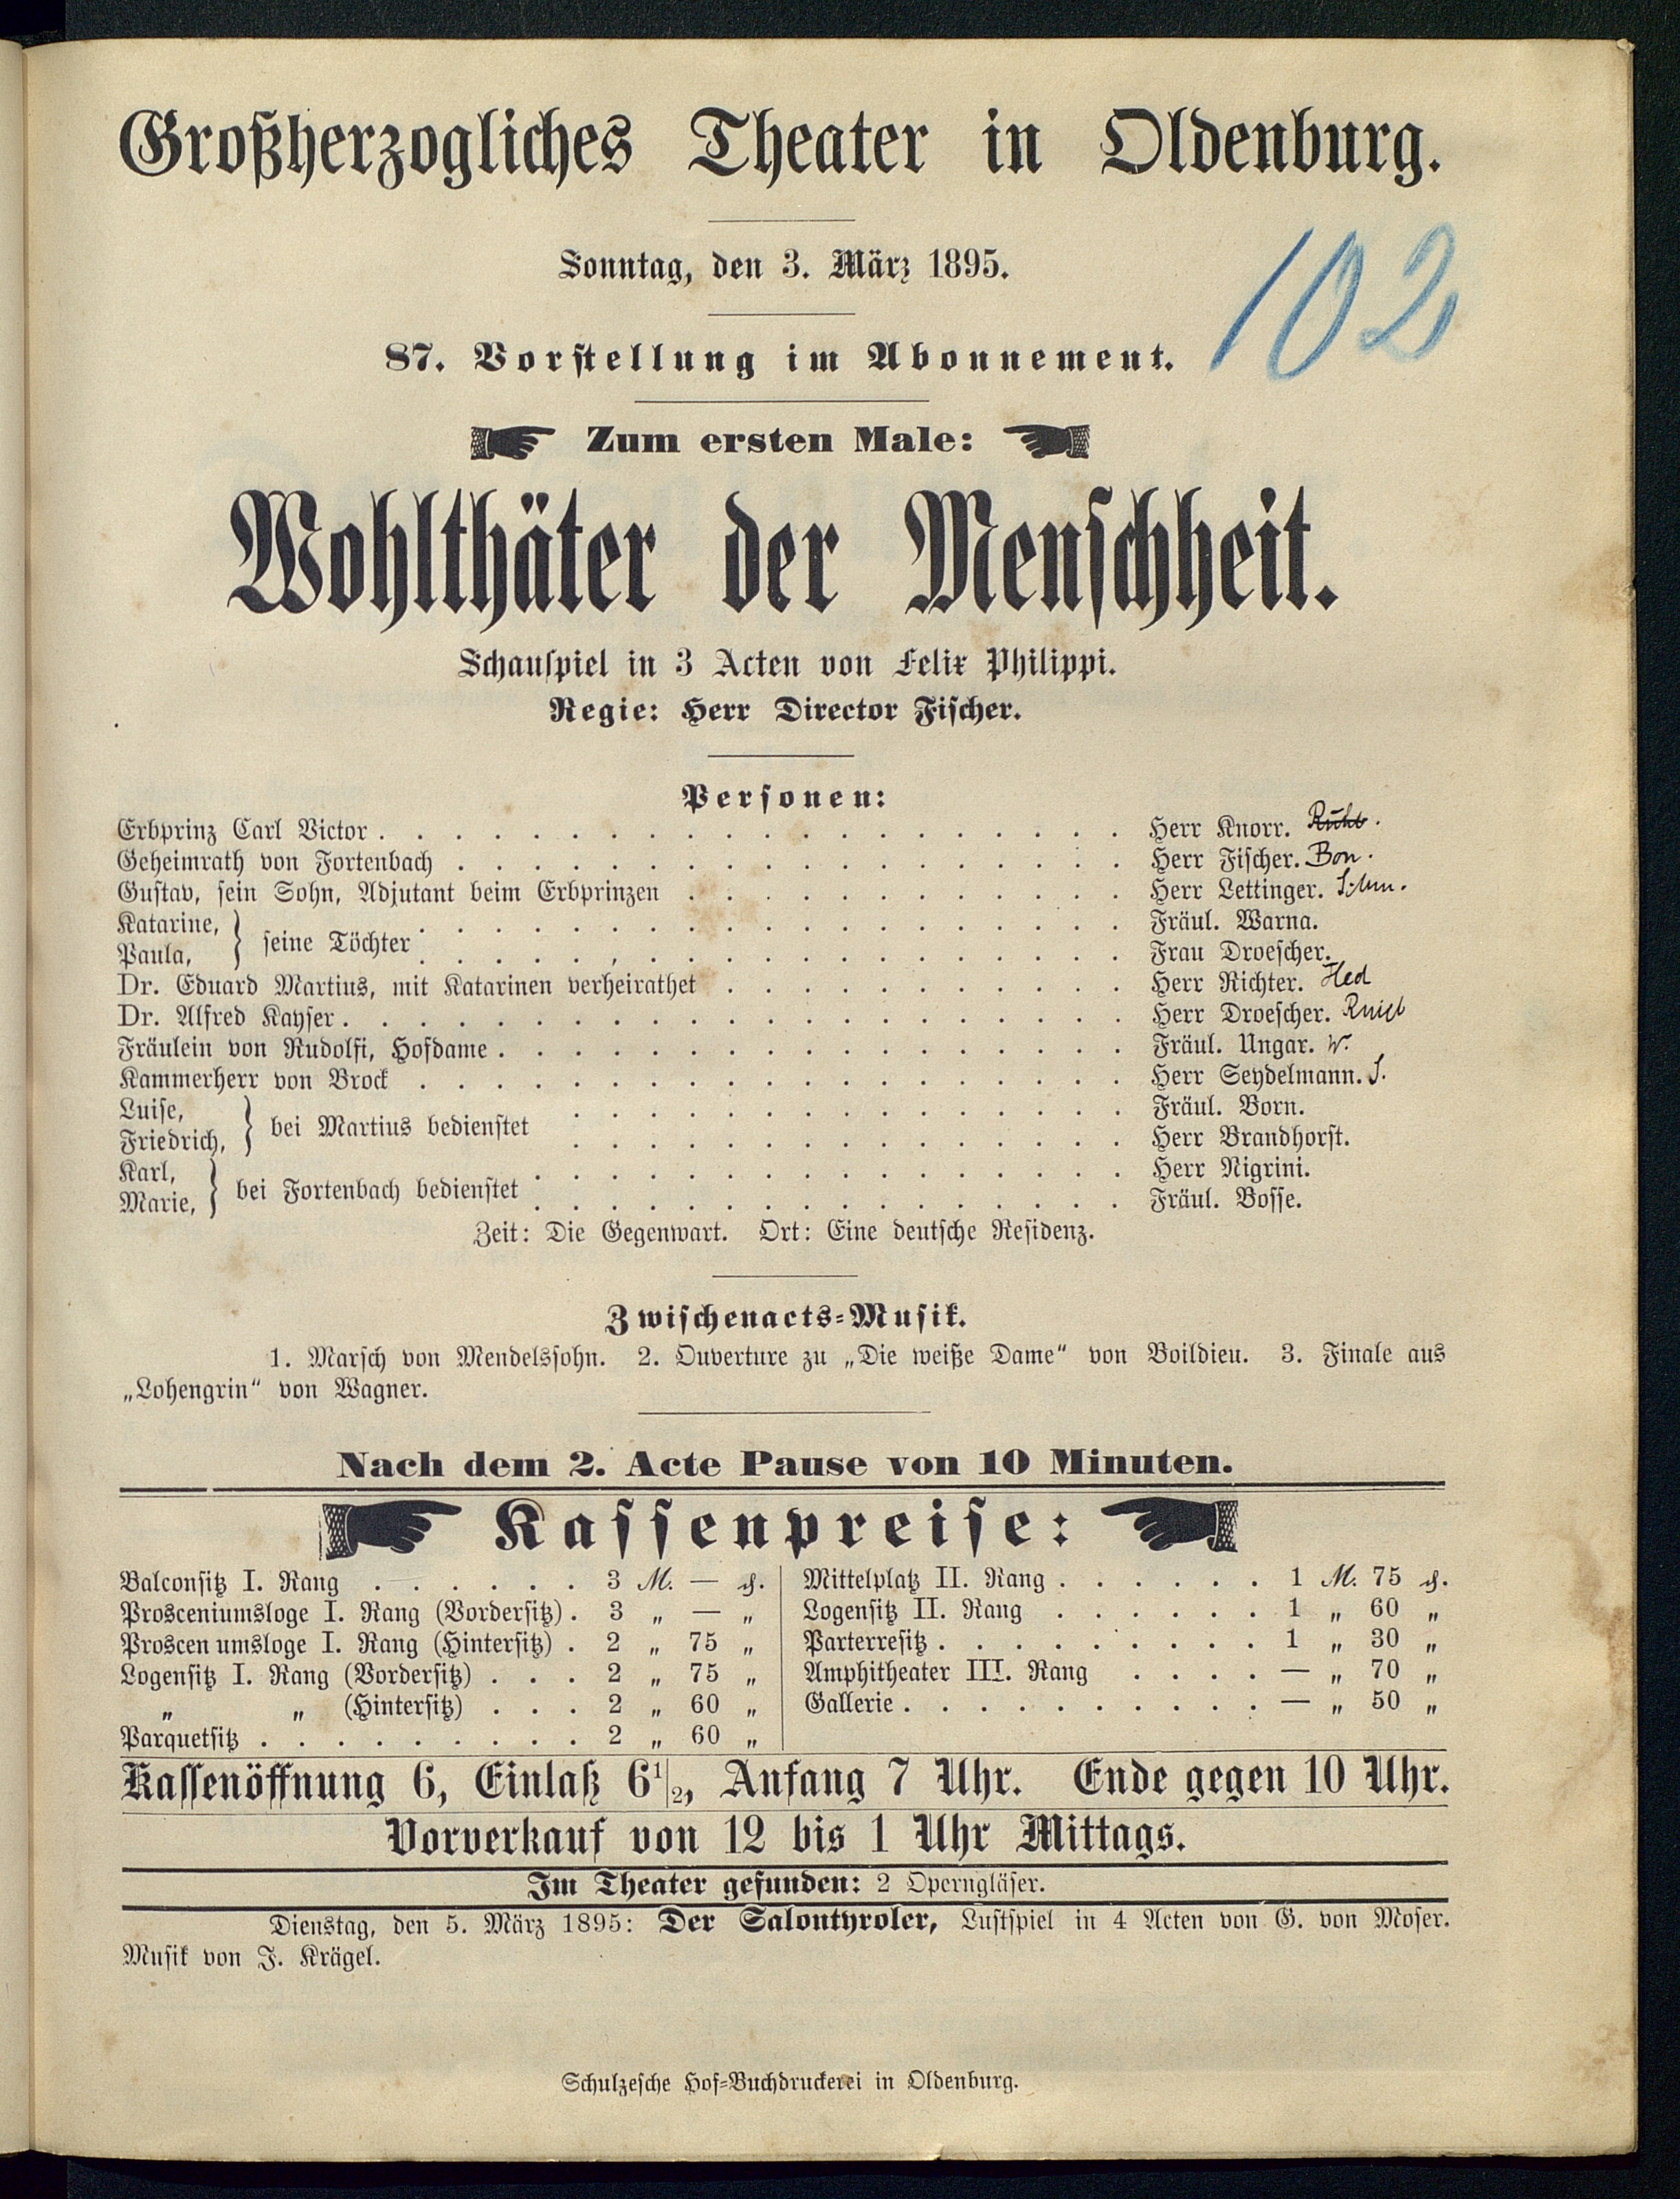 Großherzogliches Theater in Oldenburg.
Sonntag, den 3. März 1895.
102
87. Vorstellung im Abonnement.
Zum ersten Male:
Wohlthäter der Menschheit.
Schauspiel in 3 Acten von Felix Philippi.
Regie: Herr Director Fischer.
Personen:
Erbprinz Carl Victor . . . . . . . . . . Herr Knorr.
Geheimrath von Fortenbach . . . . . . . . . . Herr Fischer. Bon.
Gustav, sein Sohn, Adjutant beim Erbprinzen . . . . . . . . . . Herr Lettinger.
Katarine, } seine Töchter . . . . . . . . . . Fräul. Warna.
Paula, . . . . . . . . . . Frau Droescher.
Dr. Eduard Martius, mit Katarinen verheirathet . . . . . . . . . . Herr Richter. Hed
Dr. Alfred Kayser . . . . . . . . . . Herr Droescher.
Fräulein von Rudolfi, Hofdame . . . . . . . . . . Fräul. Ungar. W.
Kammerherr von Brock . . . . . . . . . . Herr Seydelmann. S.
Luise, } bei Martius bedienstet . . . . . . . . . . Fräul. Born.
Friedrich, . . . . . . . . . . Herr Brandhorst.
Karl, } bei Fortenbach bedienstet . . . . . . . . . . Herr Nigrini.
Marie, . . . . . . . . . . Fräul. Bosse.
Zeit: Die Gegenwart. Ort: Eine deutsche Residenz.
Zwischenacts-Musik.
1. Marsch von Mendelssohn. 2. Ouverture zu „Die weiße Dame“ von Boildieu. 3. Finale aus
„Lohengrin“ von Wagner.
Nach dem 2. Acte Pause von 10 Minuten.
Kassenpreise:
Balconsitz I. Rang . . . . . . 3 M. — ₰.
Prosceniumsloge I. Rang (Vordersitz) . 3 „ — „
Proscen umsloge I. Rang (Hintersitz) . 2 „ 75 „
Logensitz I. Rang (Vordersitz) . . . 2 „ 75 „
„ „ (Hintersitz) . . . 2 „ 60 „
Parquetsitz . . . . . . . . . 2 „ 60 „
Mittelplatz II. Rang . . . . . . 1 M. 75 ₰.
Logensitz II. Rang . . . . . . 1 „ 60 „
Parterresitz . . . . . . . . . 1 „ 30 „
Amphitheater III. Rang . . . . — „ 70 „
Gallerie . . . . . . . . . . — „ 50 „
Kassenöffnung 6, Einlaß 6 1/2, Anfang 7 Uhr. Ende gegen 10 Uhr.
Vorverkauf von 12 bis 1 Uhr Mittags.
Im Theater gefunden: 2 Operngläser.
Dienstag, den 5. März 1895: Der Salontyroler, Lustspiel in 4 Acten von G. von Moser.
Musik von J. Krägel.
Schulzesche Hof-Buchdruckerei in Oldenburg.